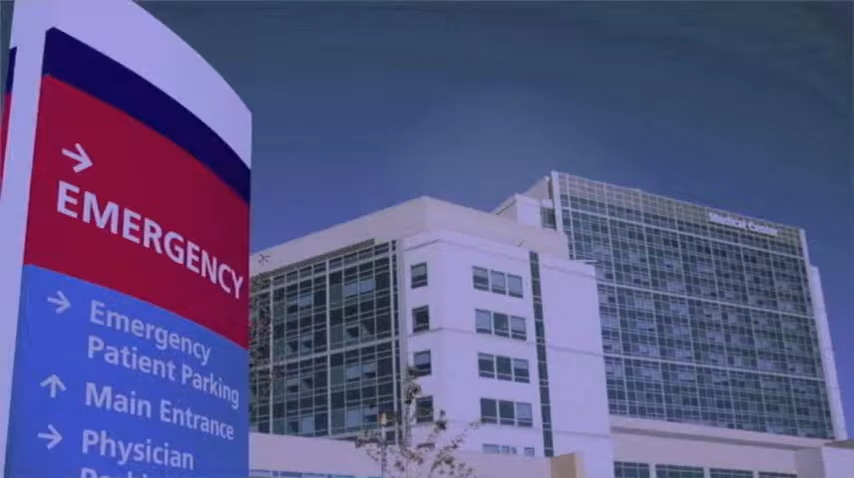 EMERGENCY
Emergency
Patient Parking
Main Entrance
Physician
Medical Center